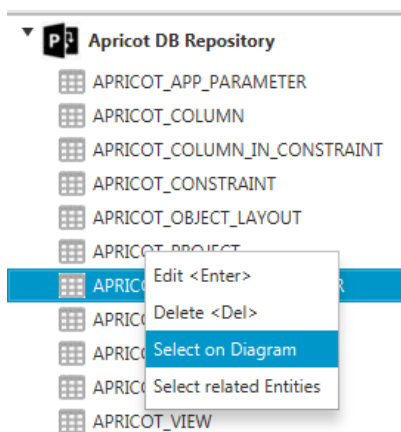 Apricot DB Repository
APRICOT_APP_PARAMETER
APRICOT_COLUMN
APRICOT_COLUMN_IN_CONSTRAINT
APRICOT_CONSTRAINT
APRICOT_OBJECT_LAYOUT
APRICOT_PROJECT
Edit <Enter>
Delete <Del>
Select on Diagram
Select related Entities
APRICOT_VIEW